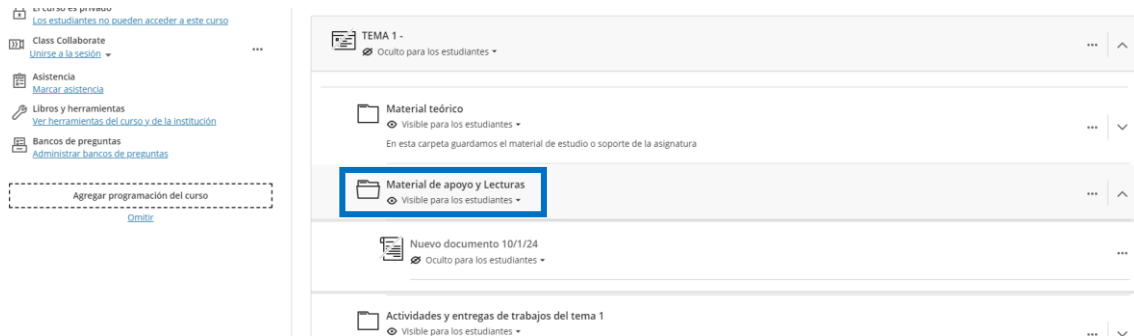 El curso es privado
Los estudiantes no pueden acceder a este curso
Class Collaborate
Unirse a la sesión
Asistencia
Marcar asistencia
Libros y herramientas
Ver herramientas del curso y de la institución
Bancos de preguntas
Administrar bancos de preguntas
Agregar programación del curso
Omitir
TEMA 1 -
Oculto para los estudiantes
Material teórico
Visible para los estudiantes
En esta carpeta guardamos el material de estudio o soporte de la asignatura
Material de apoyo y Lecturas
Visible para los estudiantes
Nuevo documento 10/1/24
Oculto para los estudiantes
Actividades y entregas de trabajos del tema 1
Visible para los estudiantes